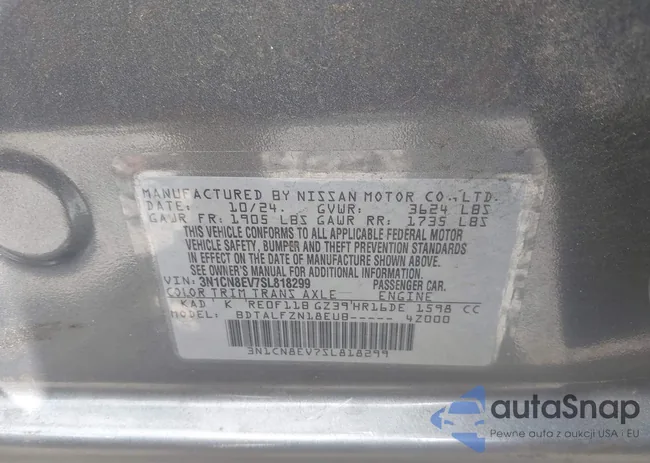 MANUFACTURED BY NISSAN MOTOR CO.,LTD.
DATE: 10/24. GVWR: 3624 LBS
GAWR FR: 1905 LBS GAWR RR: 1735 LBS
THIS VEHICLE CONFORMS TO ALL APPLICABLE FEDERAL MOTOR
VEHICLE SAFETY, BUMPER AND THEFT PREVENTION STANDARDS
IN EFFECT ON THE DATE OF MANUFACTURE SHOWN ABOVE.
SEE OWNER'S MANUAL FOR ADDITIONAL INFORMATION.
VIN: 3N1CN8EV7SL818299 PASSENGER CAR
COLOR TRIM TRANS AXLE ENGINE
KAD K RE0F11B GZ39 HR16DE 1598 CC
MODEL: BDTALFZN18EUB----- 4Z000
3N1CN8EV7SL818299
autoSnap
Pewne auto z aukcji USA i EU